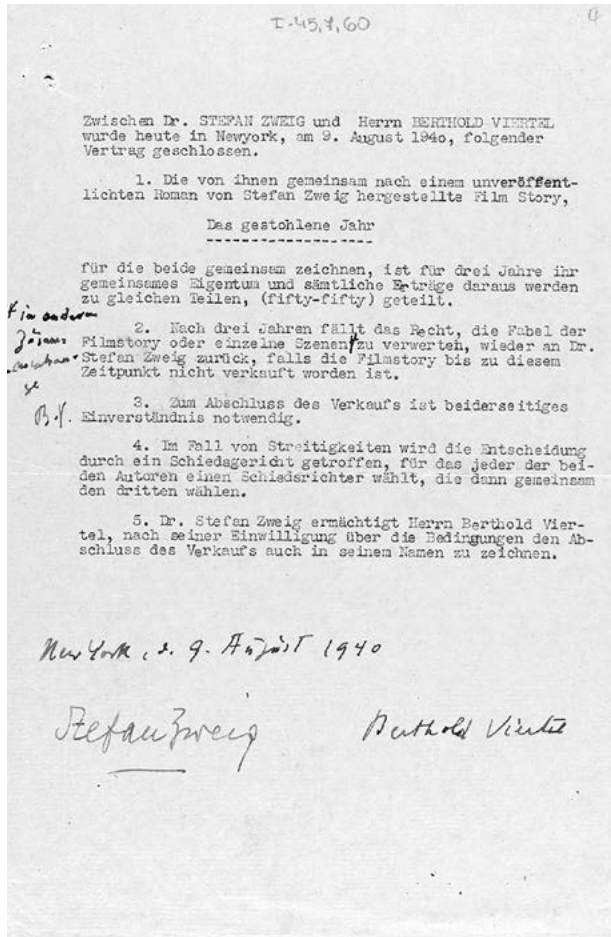 I-45,7,60
Zwischen Dr. STEFAN ZWEIG und Herrn BERTHOLD VIERTEL
wurde heute in Newyork, am 9. August 1940, folgender
Vertrag geschlossen.
1. Die von ihnen gemeinsam nach einem unveröffent-
lichten Roman von Stefan Zweig hergestellte Film Story,
Das gestohlene Jahr
für die beide gemeinsam zeichnen, ist für drei Jahre ihr
gemeinsames Eigentum und sämtliche Erträge daraus werden
zu gleichen Teilen, (fifty-fifty) geteilt.
in anderem
B.V.
2. Nach drei Jahren fällt das Recht, die Fabel der
Filmstory oder einzelne Szenen zu verwerten, wieder an Dr.
Stefan Zweig zurück, falls die Filmstory bis zu diesem
Zeitpunkt nicht verkauft worden ist.
3. Zum Abschluss des Verkaufs ist beiderseitiges
Einverständnis notwendig.
4. Im Fall von Streitigkeiten wird die Entscheidung
durch ein Schiedsgericht getroffen, für das jeder der bei-
den Autoren einen Schiedsrichter wählt, die dann gemeinsam
den dritten wählen.
5. Dr. Stefan Zweig ermächtigt Herrn Berthold Vier-
tel, nach seiner Einwilligung über die Bedingungen den Ab-
schluss des Verkaufs auch in seinem Namen zu zeichnen.
New York, d. 9. August 1940
Stefan Zweig
Berthold Viertel